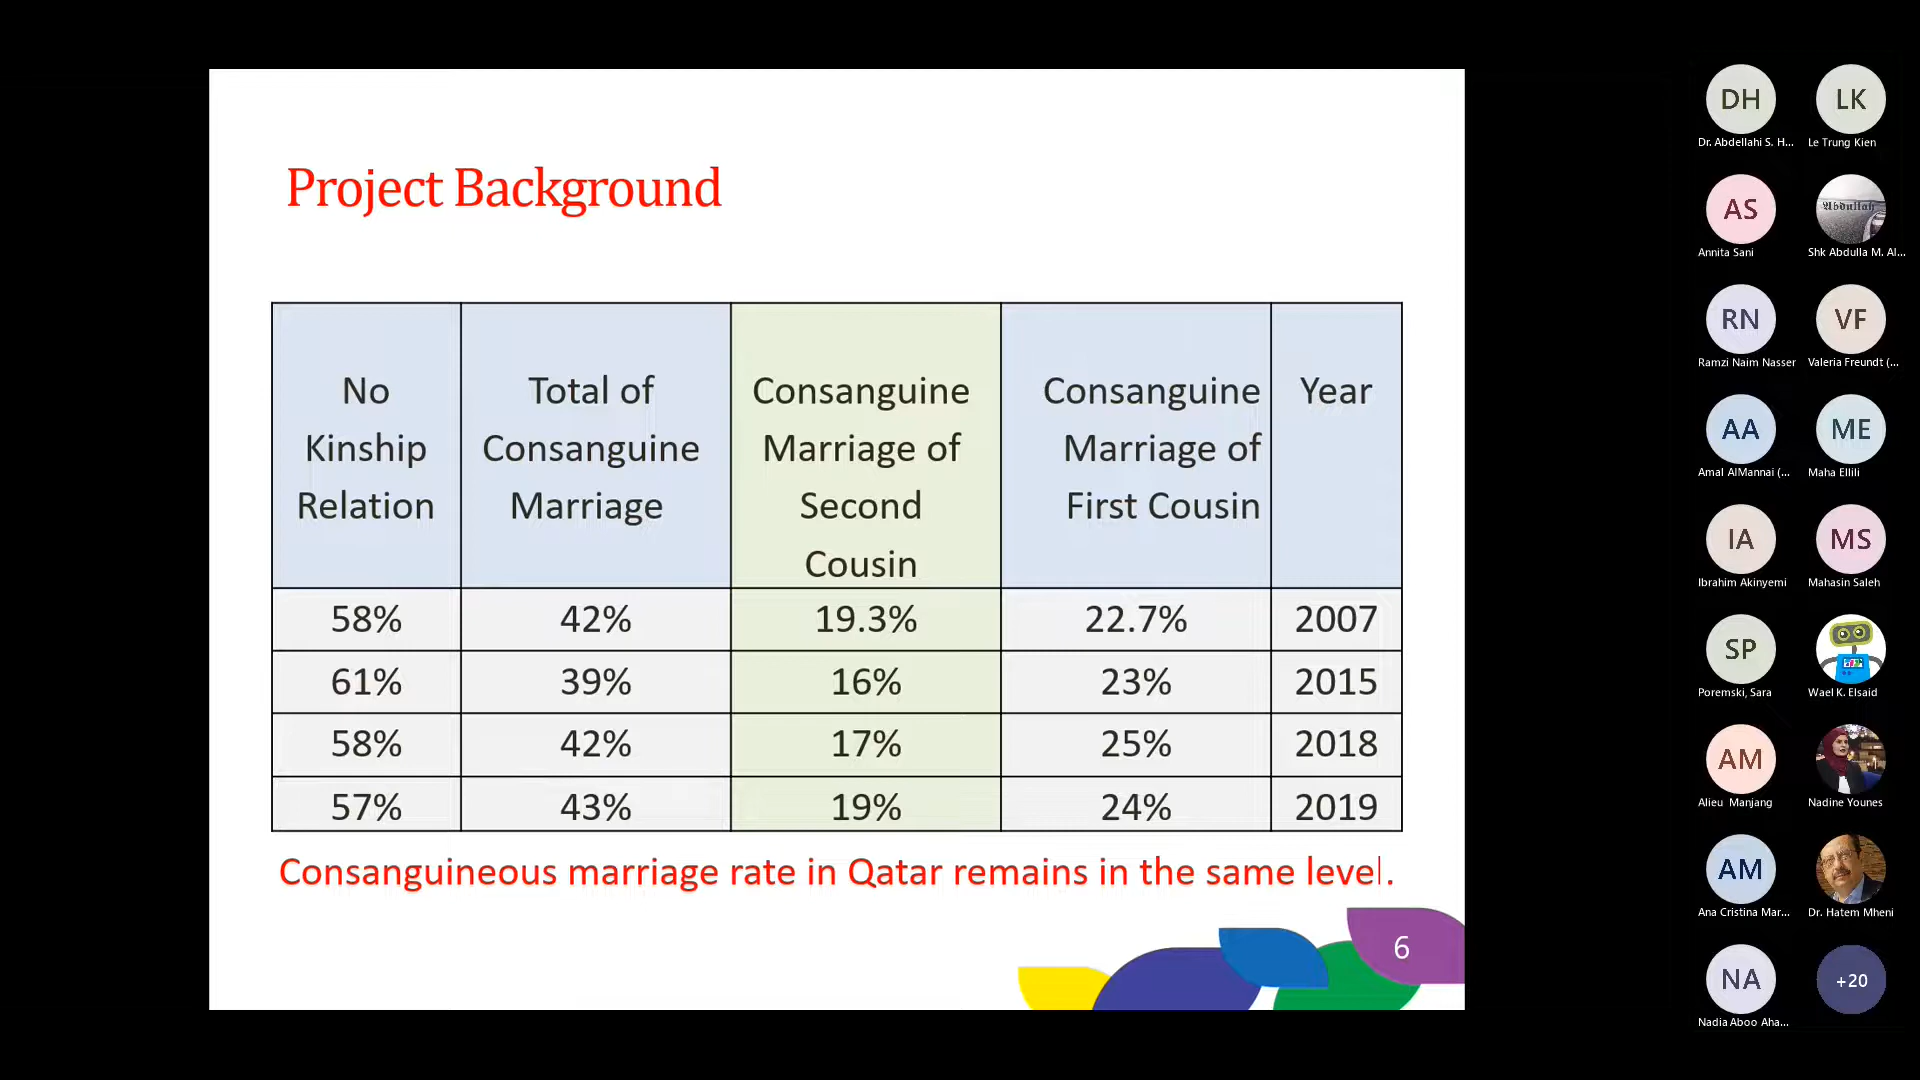 Project Background
No Kinship Relation
Total of Consanguine Marriage
Consanguine Marriage of Second Cousin
Consanguine Marriage of First Cousin
Year
58% 42% 19.3% 22.7% 2007
61% 39% 16% 23% 2015
58% 42% 17% 25% 2018
57% 43% 19% 24% 2019
Consanguineous marriage rate in Qatar remains in the same level.
6
DH LK
Dr. Abdellahi S. H... Le Trung Kien
AS Abdullah
Annita Sani Shk Abdulla M. Al...
RN VF
Ramzi Naim Nasser Valeria Freundt (...
AA ME
Amal AlMannai (... Maha Ellili
IA MS
Ibrahim Akinyemi Mahasin Saleh
SP
Poremski, Sara Wael K. Elsaid
AM
Alieu Manjang Nadine Younes
AM
Ana Cristina Mar... Dr. Hatem Mheni
NA +20
Nadia Aboo Aha...